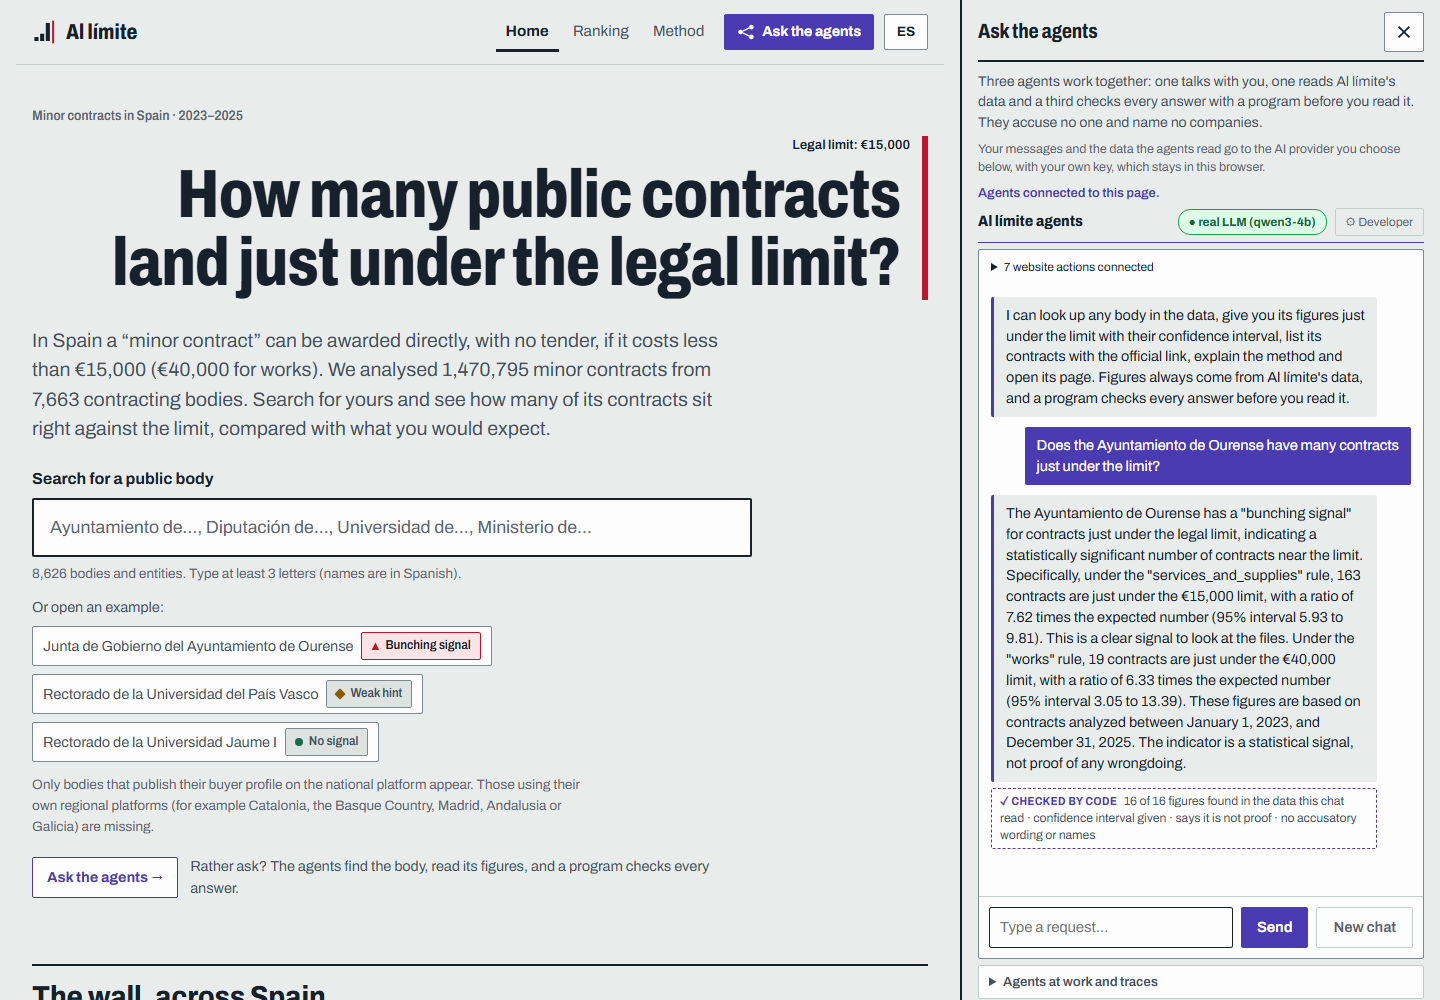 Al límite
Home
Ranking
Method
Ask the agents
ES
Minor contracts in Spain · 2023–2025
Legal limit: €15,000
How many public contracts
land just under the legal limit?
In Spain a “minor contract” can be awarded directly, with no tender, if it costs less
than €15,000 (€40,000 for works). We analysed 1,470,795 minor contracts from
7,663 contracting bodies. Search for yours and see how many of its contracts sit
right against the limit, compared with what you would expect.
Search for a public body
Ayuntamiento de..., Diputación de..., Universidad de..., Ministerio de...
8,626 bodies and entities. Type at least 3 letters (names are in Spanish).
Or open an example:
Junta de Gobierno del Ayuntamiento de Ourense ▲ Bunching signal
Rectorado de la Universidad del País Vasco ◆ Weak hint
Rectorado de la Universidad Jaume I ● No signal
Only bodies that publish their buyer profile on the national platform appear. Those using their
own regional platforms (for example Catalonia, the Basque Country, Madrid, Andalusia or
Galicia) are missing.
Ask the agents →
Rather ask? The agents find the body, read its figures, and a program checks every
answer.
The wall, across Spain
Ask the agents
Three agents work together: one talks with you, one reads Al límite's
data and a third checks every answer with a program before you read it.
They accuse no one and name no companies.
Your messages and the data the agents read go to the AI provider you choose
below, with your own key, which stays in this browser.
Agents connected to this page.
Al límite agents
● real LLM (qwen3-4b)
⚙ Developer
▶ 7 website actions connected
I can look up any body in the data, give you its figures just
under the limit with their confidence interval, list its
contracts with the official link, explain the method and
open its page. Figures always come from Al límite's data,
and a program checks every answer before you read it.
Does the Ayuntamiento de Ourense have many contracts
just under the limit?
The Ayuntamiento de Ourense has a "bunching signal"
for contracts just under the legal limit, indicating a
statistically significant number of contracts near the limit.
Specifically, under the "services_and_supplies" rule, 163
contracts are just under the €15,000 limit, with a ratio of
7.62 times the expected number (95% interval 5.93 to
9.81). This is a clear signal to look at the files. Under the
"works" rule, 19 contracts are just under the €40,000
limit, with a ratio of 6.33 times the expected number
(95% interval 3.05 to 13.39). These figures are based on
contracts analyzed between January 1, 2023, and
December 31, 2025. The indicator is a statistical signal,
not proof of any wrongdoing.
✓ CHECKED BY CODE 16 of 16 figures found in the data this chat
read · confidence interval given · says it is not proof · no accusatory
wording or names
Type a request...
Send
New chat
▶ Agents at work and traces